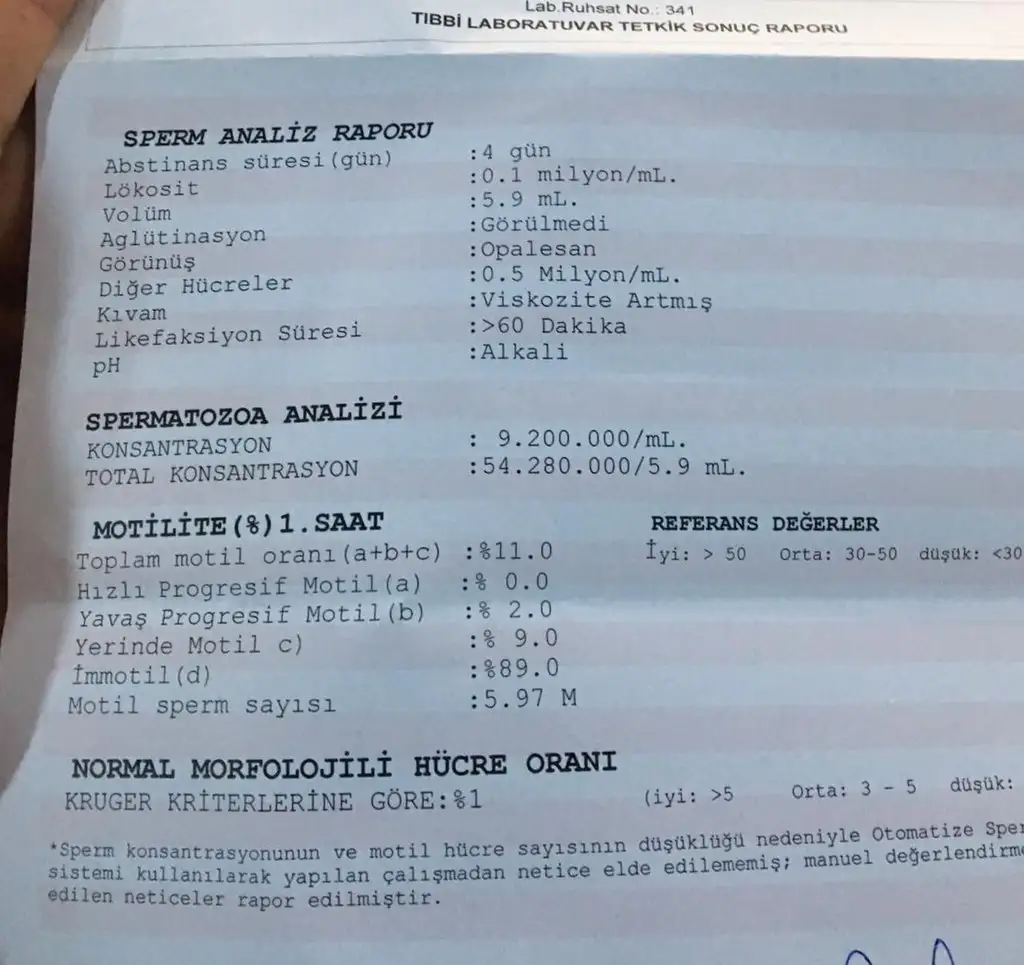 Lab.Ruhsat No.: 341
TIBBİ LABORATUVAR TETKİK SONUÇ RAPORU
SPERM ANALİZ RAPORU
Abstinans süresi(gün) :4 gün
Lökosit :0.1 milyon/mL.
Volüm :5.9 mL.
Aglütinasyon :Görülmedi
Görünüş :Opalesan
Diğer Hücreler :0.5 Milyon/mL.
Kıvam :Viskozite Artmış
Likefaksiyon Süresi :>60 Dakika
pH :Alkali
SPERMATOZOA ANALİZİ
KONSANTRASYON : 9.200.000/mL.
TOTAL KONSANTRASYON :54.280.000/5.9 mL.
MOTİLİTE(%)1.SAAT REFERANS DEĞERLER
Toplam motil oranı(a+b+c) :%11.0 İyi: > 50 Orta: 30-50 düşük: <30
Hızlı Progresif Motil(a) :% 0.0
Yavaş Progresif Motil(b) :% 2.0
Yerinde Motil c) :% 9.0
İmmotil(d) :%89.0
Motil sperm sayısı :5.97 M
NORMAL MORFOLOJİLİ HÜCRE ORANI
KRUGER KRİTERLERİNE GÖRE:%1 (iyi: >5 Orta: 3 - 5 düşük:
*Sperm konsantrasyonunun ve motil hücre sayısının düşüklüğü nedeniyle Otomatize
sistemi kullanılarak yapılan çalışmadan netice elde edilememiş; manuel
edilen neticeler rapor edilmiştir.